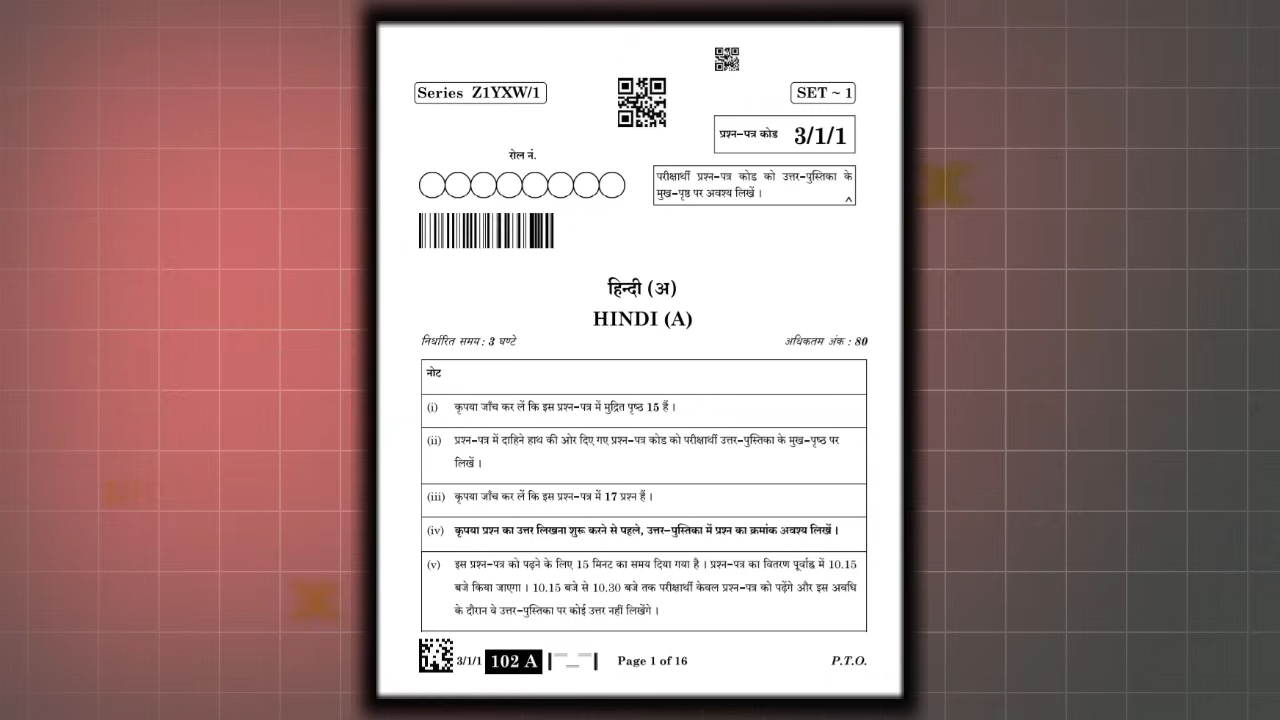 Series Z1YXW/1
SET ~ 1
प्रश्न-पत्र कोड 3/1/1
रोल नं.
परीक्षार्थी प्रश्न-पत्र कोड को उत्तर-पुस्तिका के
मुख-पृष्ठ पर अवश्य लिखें ।
^
हिन्दी (अ)
HINDI (A)
निर्धारित समय : 3 घण्टे
अधिकतम अंक : 80
नोट
(i) कृपया जाँच कर लें कि इस प्रश्न-पत्र में मुद्रित पृष्ठ 15 हैं ।
(ii) प्रश्न-पत्र में दाहिने हाथ की ओर दिए गए प्रश्न-पत्र कोड को परीक्षार्थी उत्तर-पुस्तिका के मुख-पृष्ठ पर
लिखें ।
(iii) कृपया जाँच कर लें कि इस प्रश्न-पत्र में 17 प्रश्न हैं ।
(iv) कृपया प्रश्न का उत्तर लिखना शुरू करने से पहले, उत्तर-पुस्तिका में प्रश्न का क्रमांक अवश्य लिखें ।
(v) इस प्रश्न-पत्र को पढ़ने के लिए 15 मिनट का समय दिया गया है । प्रश्न-पत्र का वितरण पूर्वाह्न में 10.15
बजे किया जाएगा । 10.15 बजे से 10.30 बजे तक परीक्षार्थी केवल प्रश्न-पत्र को पढ़ेंगे और इस अवधि
के दौरान वे उत्तर-पुस्तिका पर कोई उत्तर नहीं लिखेंगे ।
3/1/1 102 A
Page 1 of 16
P.T.O.